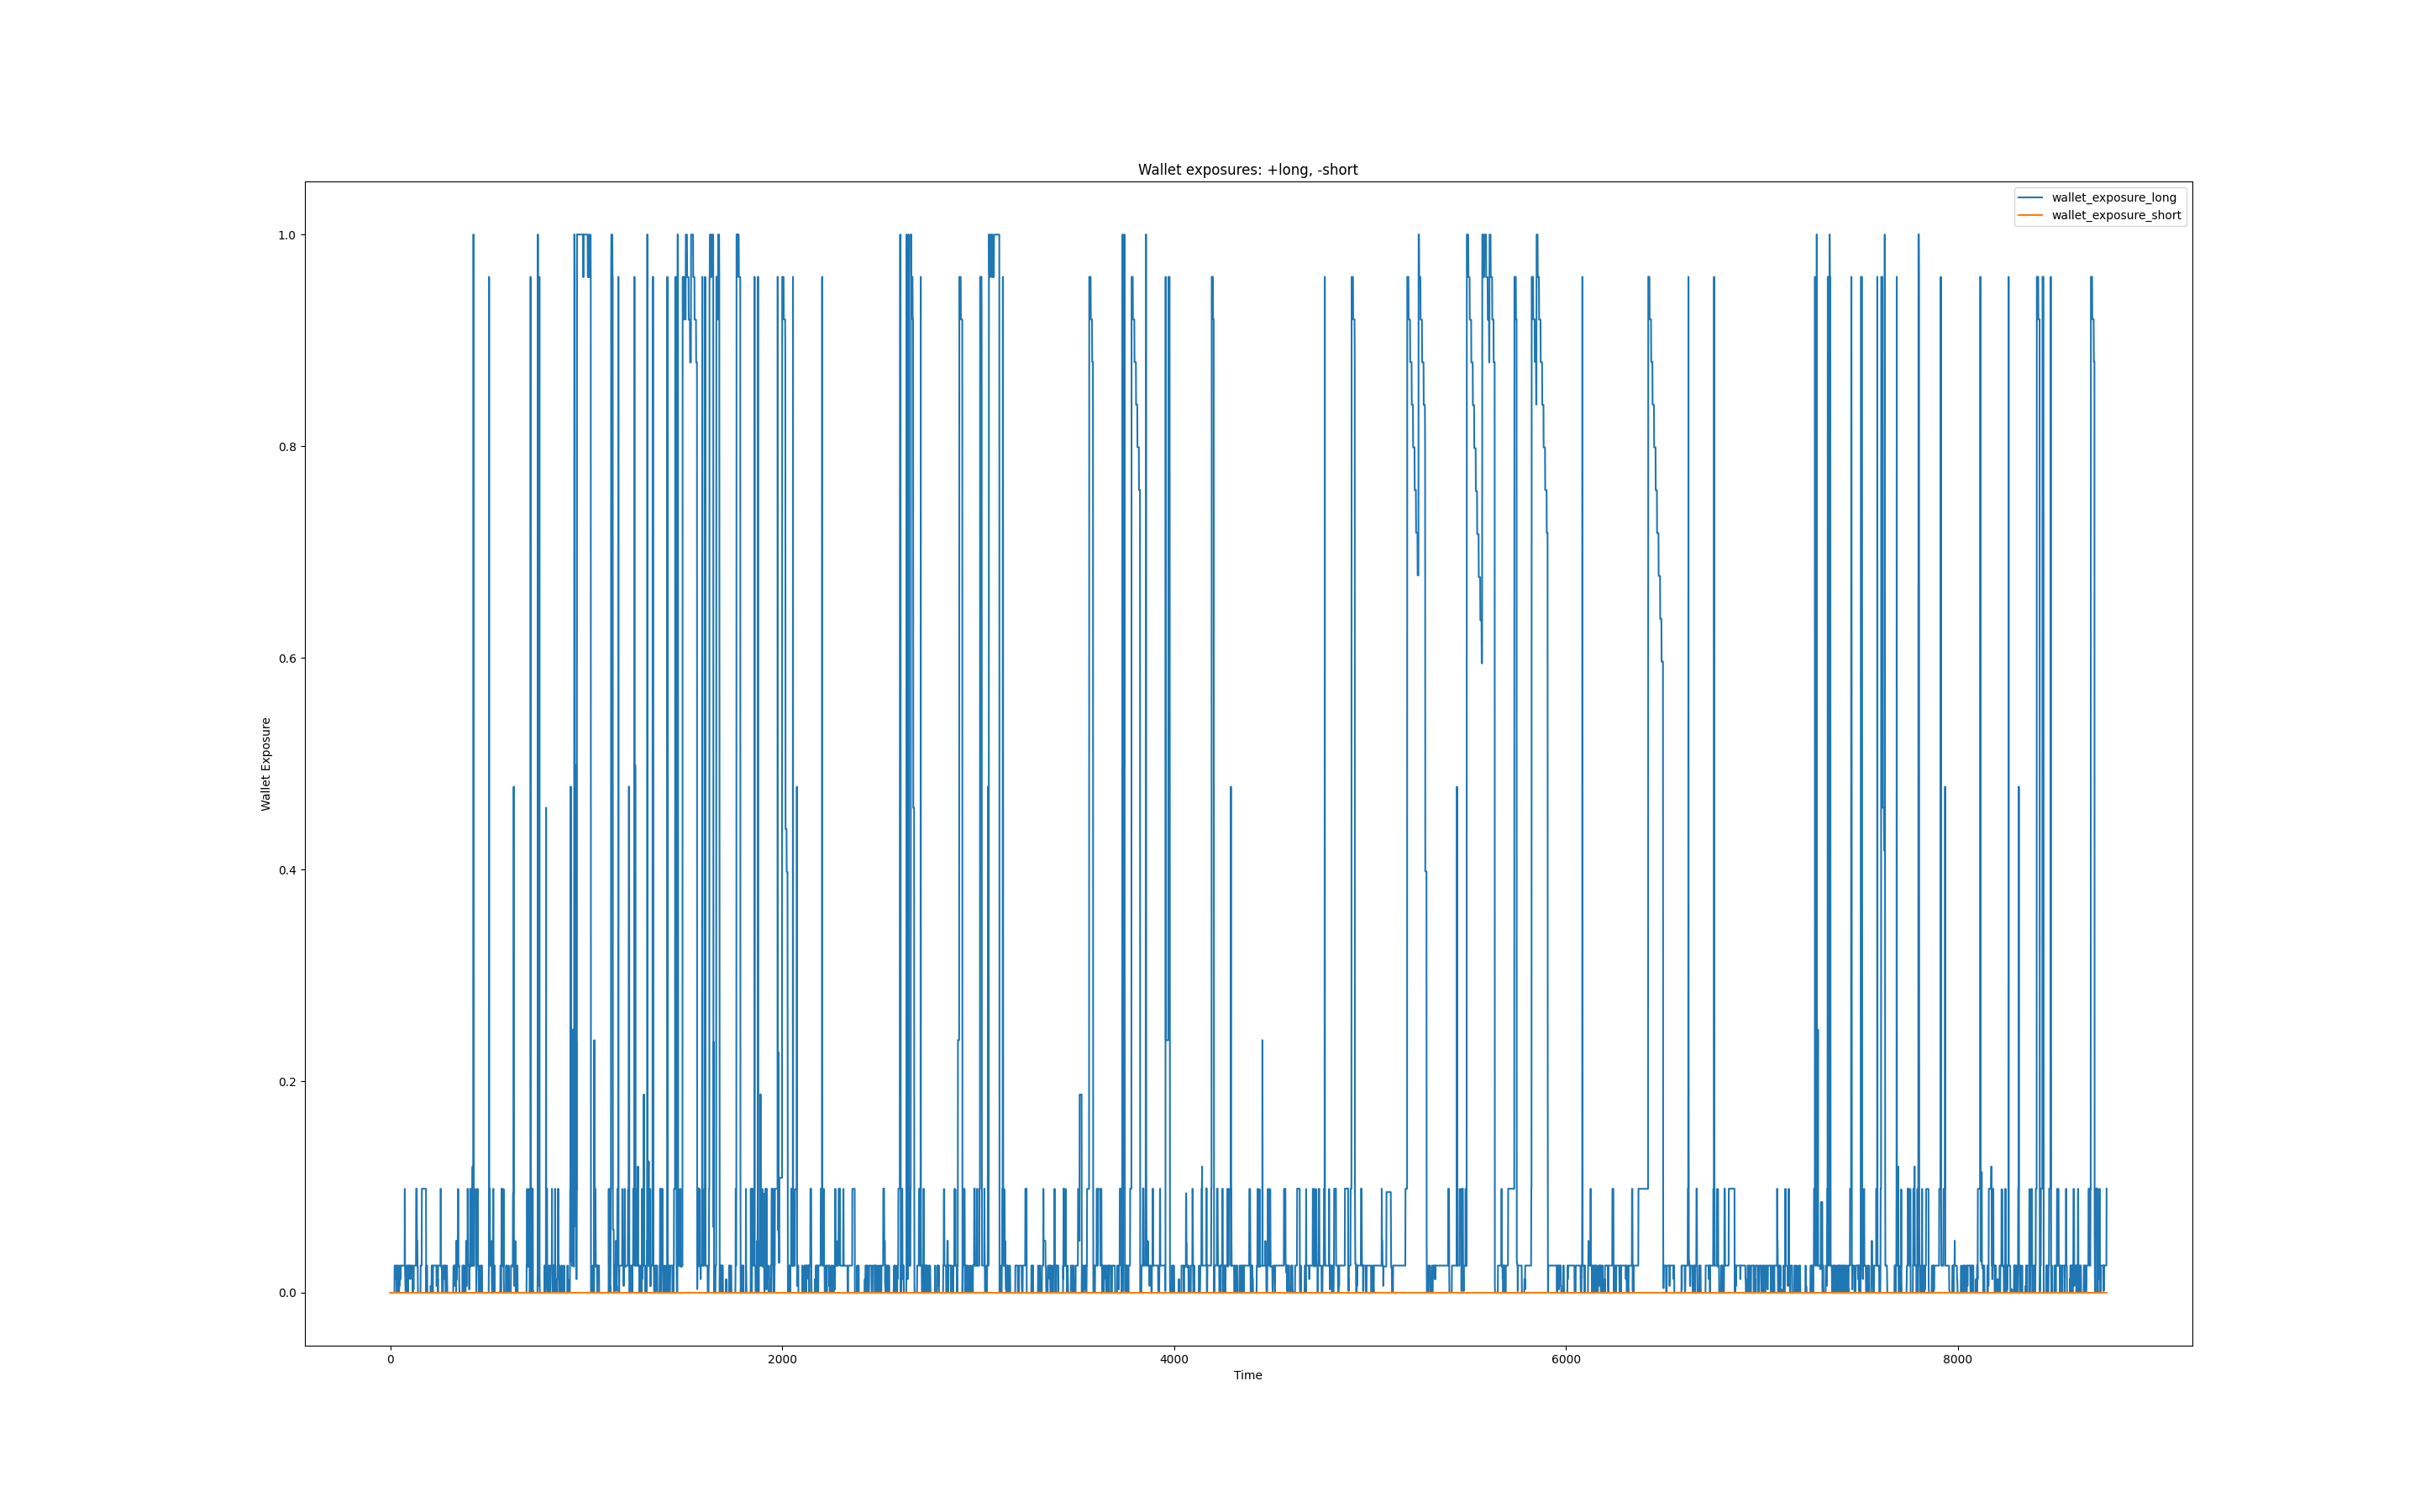 Wallet exposures: +long, -short
wallet_exposure_long
wallet_exposure_short
1.0
0.8
0.6
0.4
0.2
0.0
Wallet Exposure
0 2000 4000 6000 8000
Time